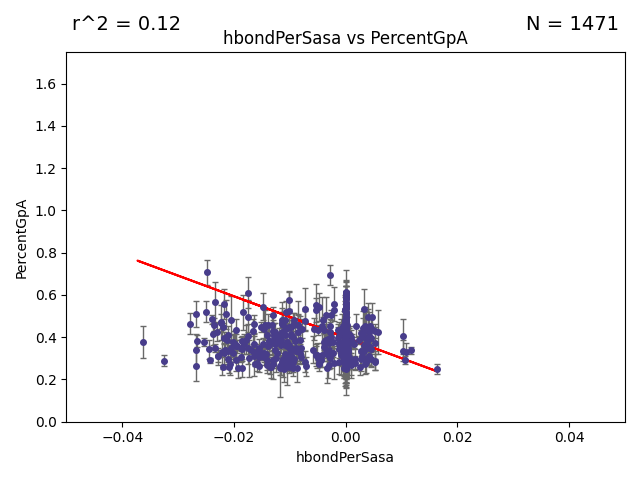 r^2 = 0.12
N = 1471
hbondPerSasa vs PercentGpA
1.6
1.4
1.2
1.0
0.8
0.6
0.4
0.2
0.0
PercentGpA
−0.04
−0.02
0.00
0.02
0.04
hbondPerSasa